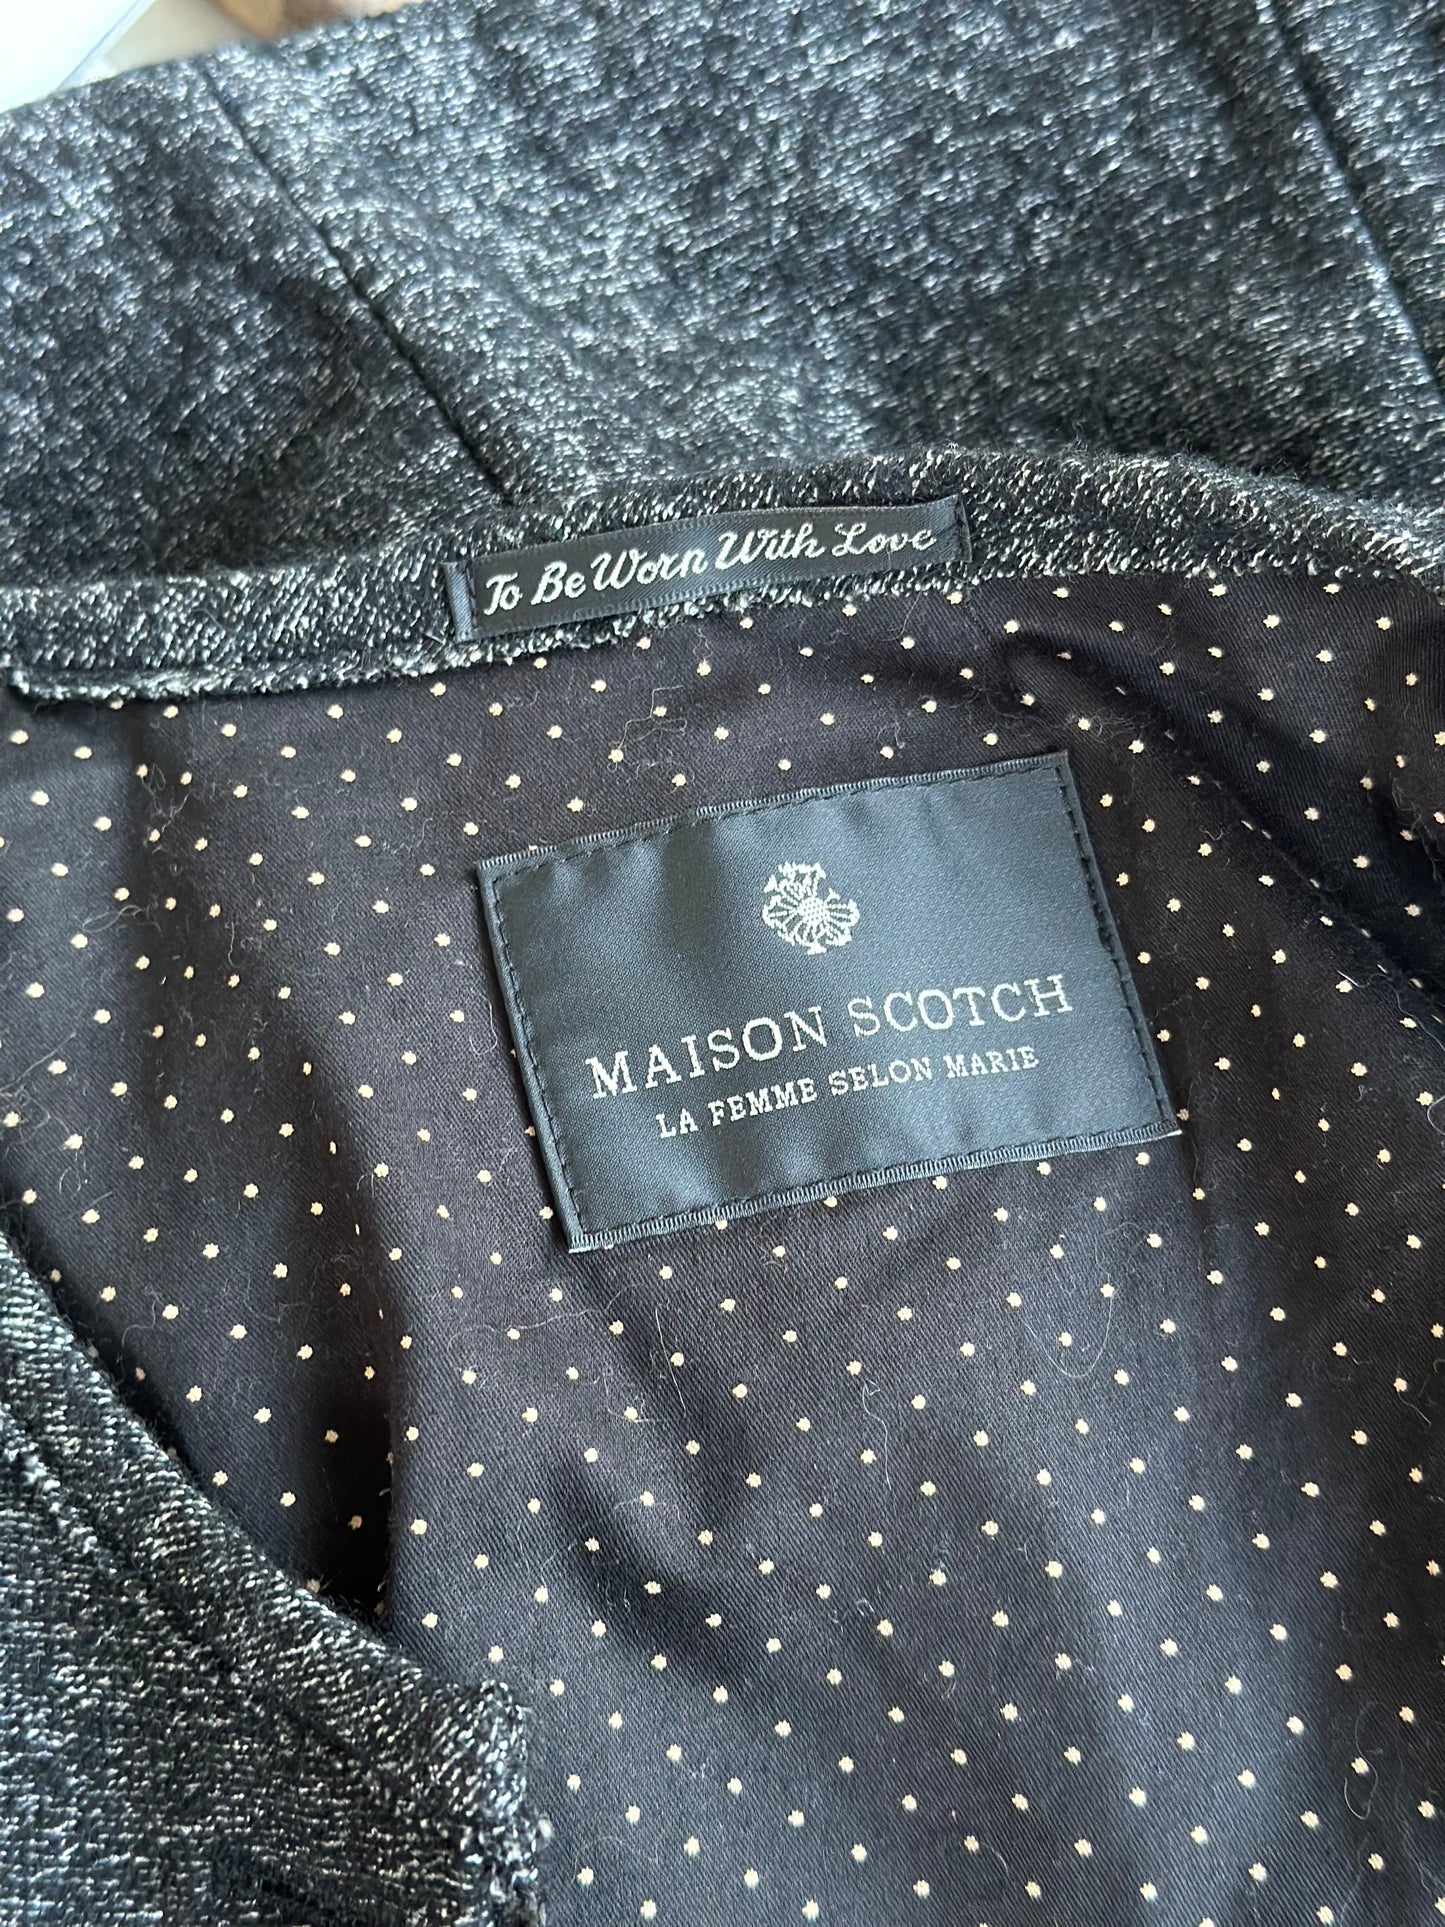 To Be Worn With Love
MAISON SCOTCH
LA FEMME SELON MARIE